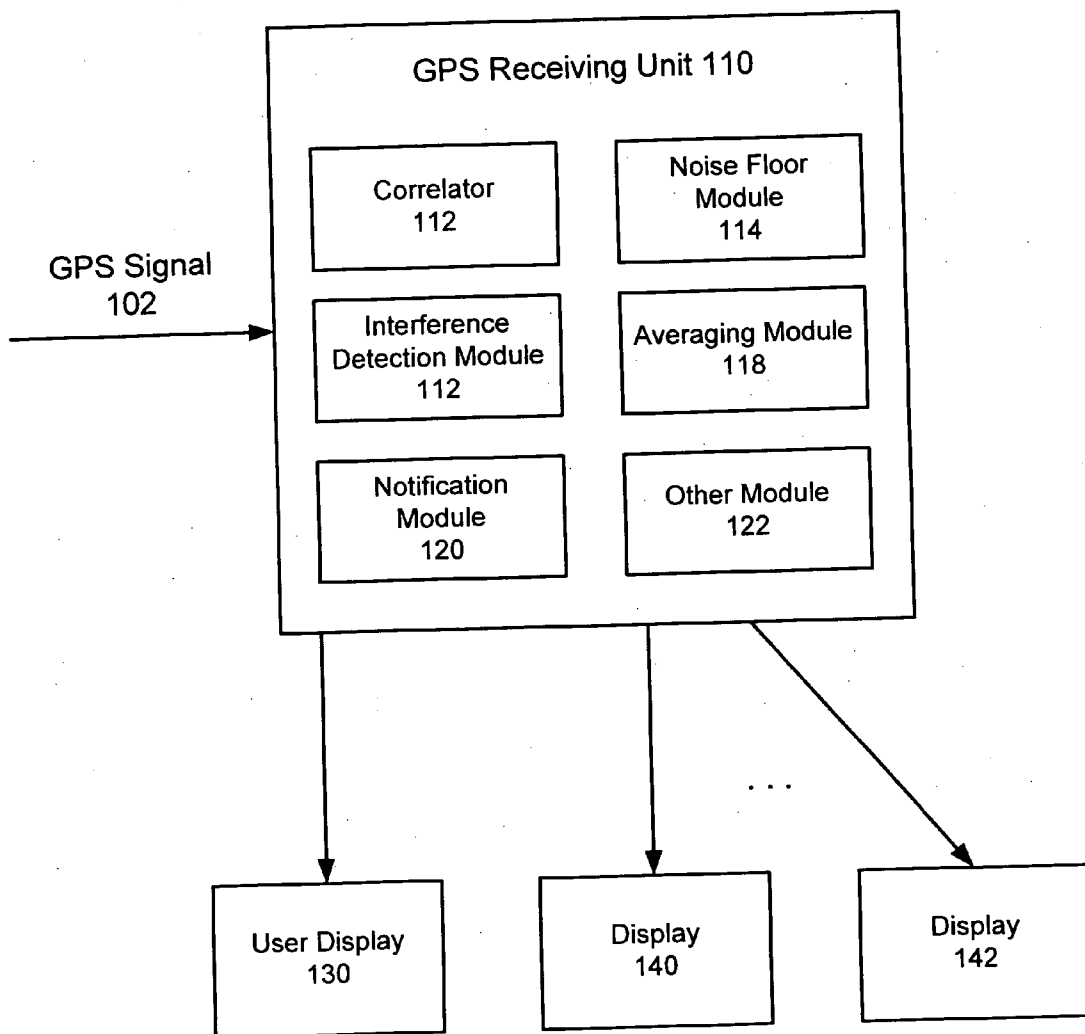 GPS Receiving Unit 110
Correlator
112
Noise Floor
Module
114
GPS Signal
102
Interference
Detection Module
112
Averaging Module
118
Notification
Module
120
Other Module
122
. . .
User Display
130
Display
140
Display
142